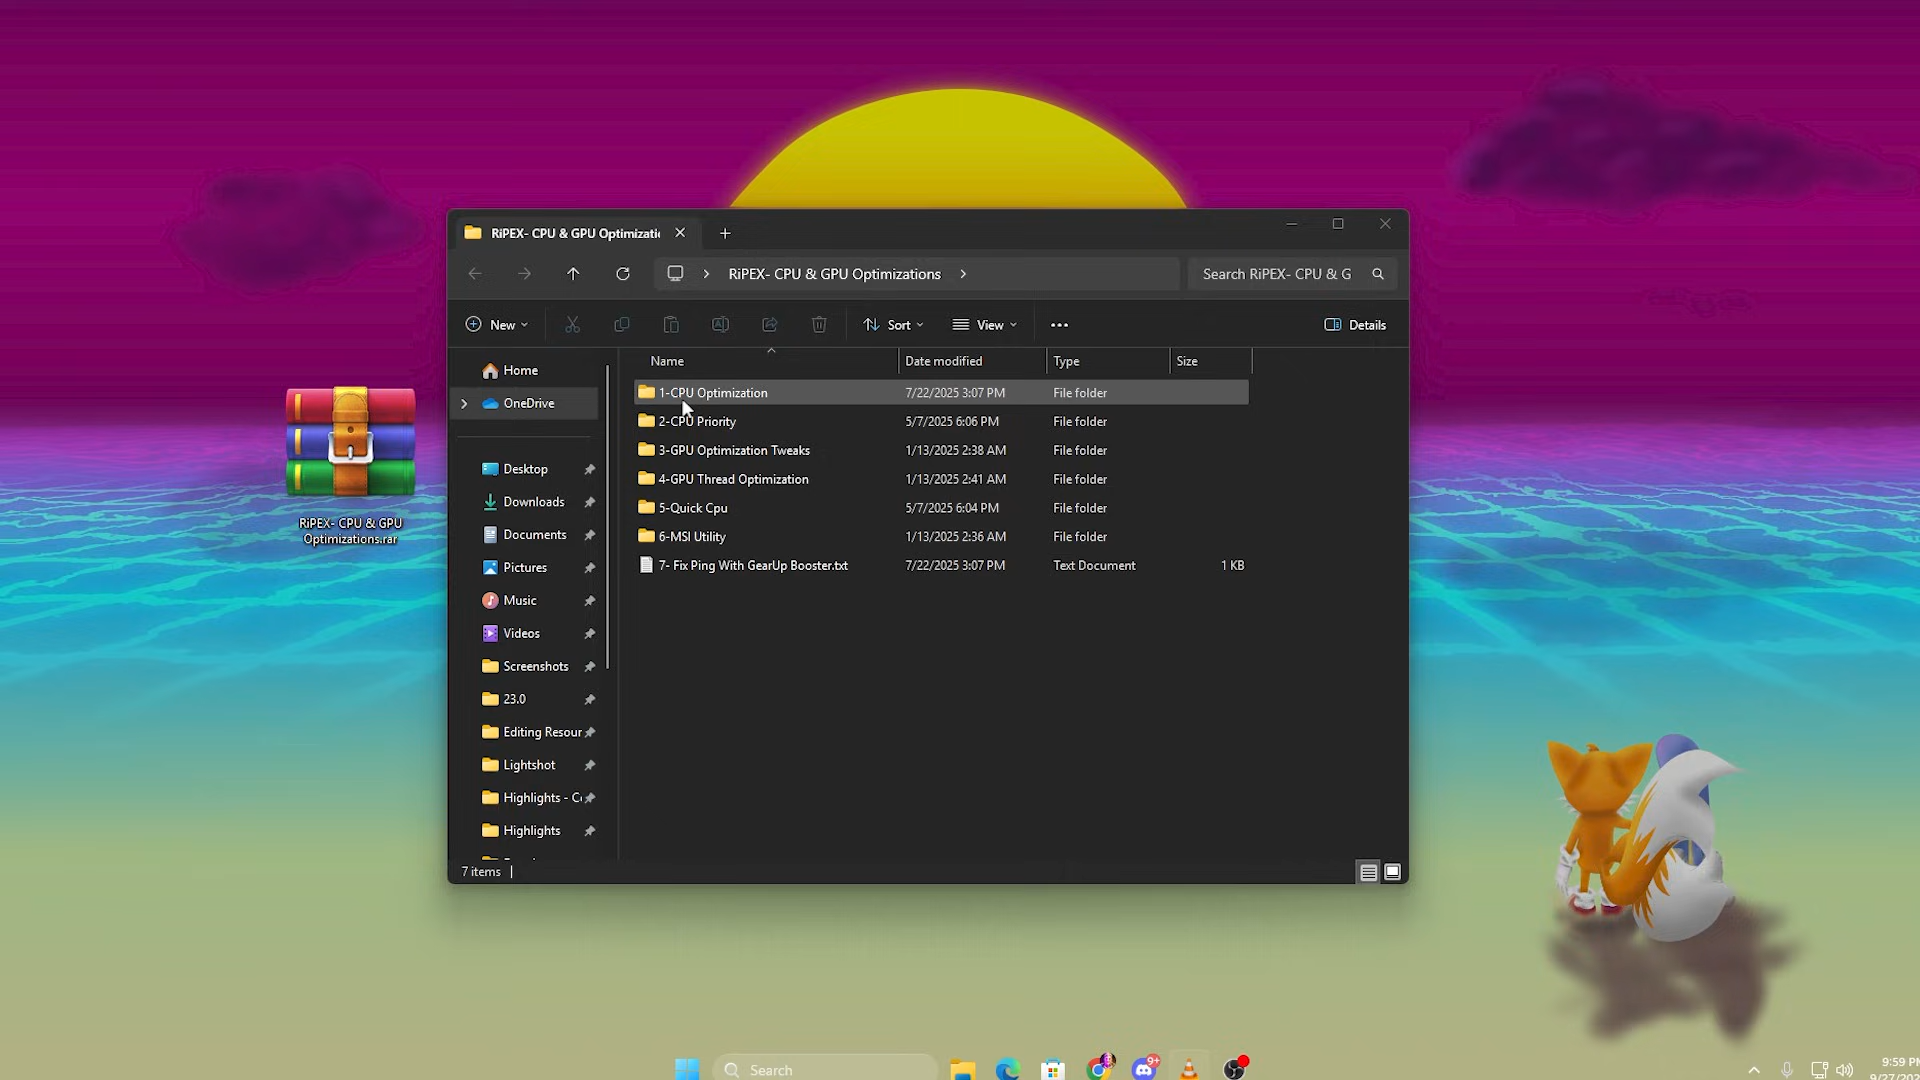 RiPEX- CPU & GPU Optimizati
RiPEX- CPU & GPU Optimizations
Search RiPEX- CPU & G
New
Sort
View
Details
Name Date modified Type Size
Home
OneDrive
Desktop
Downloads
Documents
Pictures
Music
Videos
Screenshots
23.0
Editing Resour
Lightshot
Highlights - C
Highlights
1-CPU Optimization 7/22/2025 3:07 PM File folder
2-CPU Priority 5/7/2025 6:06 PM File folder
3-GPU Optimization Tweaks 1/13/2025 2:38 AM File folder
4-GPU Thread Optimization 1/13/2025 2:41 AM File folder
5-Quick Cpu 5/7/2025 6:04 PM File folder
6-MSI Utility 1/13/2025 2:36 AM File folder
7- Fix Ping With GearUp Booster.txt 7/22/2025 3:07 PM Text Document 1 KB
7 items
RiPEX- CPU & GPU
Optimizations.rar
Search
9+
9:59 PM